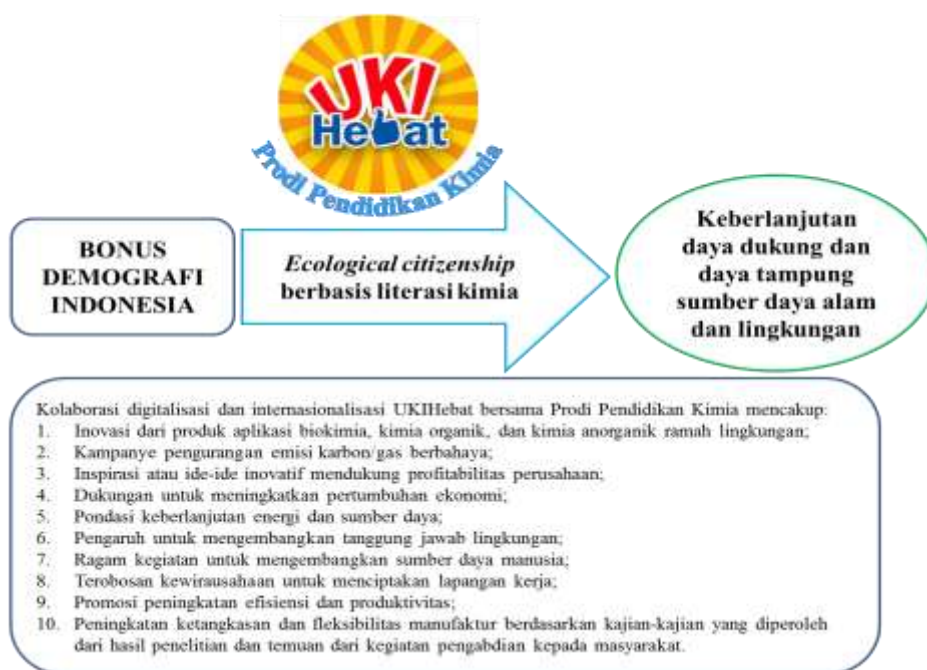 UKI
Hebat
Prodi Pendidikan Kimia
BONUS
DEMOGRAFI
INDONESIA
Ecological citizenship
berbasis literasi kimia
Keberlanjutan
daya dukung dan
daya tampung
sumber daya alam
dan lingkungan
Kolaborasi digitalisasi dan internasionalisasi UKIHebat bersama Prodi Pendidikan Kimia mencakup:
1. Inovasi dari produk aplikasi biokimia, kimia organik, dan kimia anorganik ramah lingkungan;
2. Kampanye pengurangan emisi karbon/gas berbahaya;
3. Inspirasi atau ide-ide inovatif mendukung profitabilitas perusahaan;
4. Dukungan untuk meningkatkan pertumbuhan ekonomi;
5. Pondasi keberlanjutan energi dan sumber daya;
6. Pengaruh untuk mengembangkan tanggung jawab lingkungan;
7. Ragam kegiatan untuk mengembangkan sumber daya manusia;
8. Terobosan kewirausahaan untuk menciptakan lapangan kerja;
9. Promosi peningkatan efisiensi dan produktivitas;
10. Peningkatan ketangkasan dan fleksibilitas manufaktur berdasarkan kajian-kajian yang diperoleh
dari hasil penelitian dan temuan dari kegiatan pengabdian kepada masyarakat.